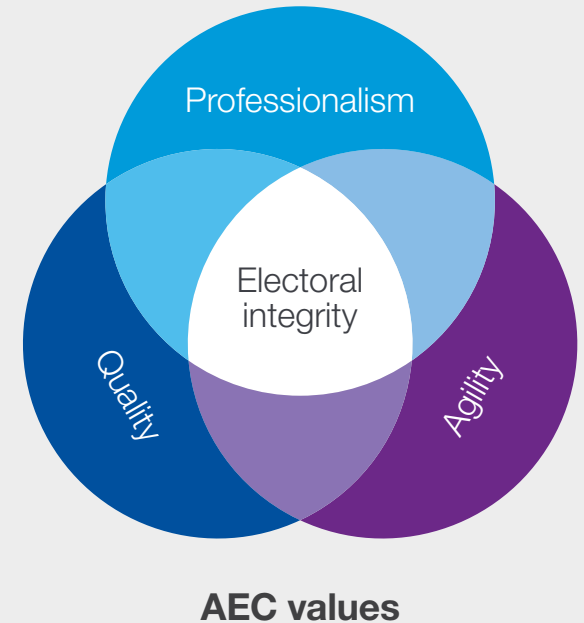 Professionalism
Electoral
integrity
Quality
Agility
AEC values